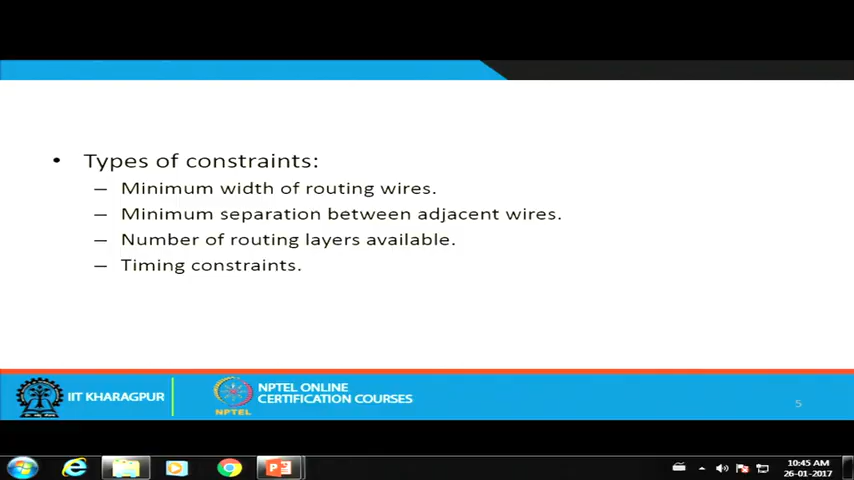 • Types of constraints:
– Minimum width of routing wires.
– Minimum separation between adjacent wires.
– Number of routing layers available.
– Timing constraints.
IIT KHARAGPUR
NPTEL
NPTEL ONLINE
CERTIFICATION COURSES
5
10:45 AM
26-01-2017